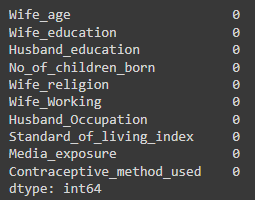 Wife_age 0
Wife_education 0
Husband_education 0
No_of_children_born 0
Wife_religion 0
Wife_Working 0
Husband_Occupation 0
Standard_of_living_index 0
Media_exposure 0
Contraceptive_method_used 0
dtype: int64